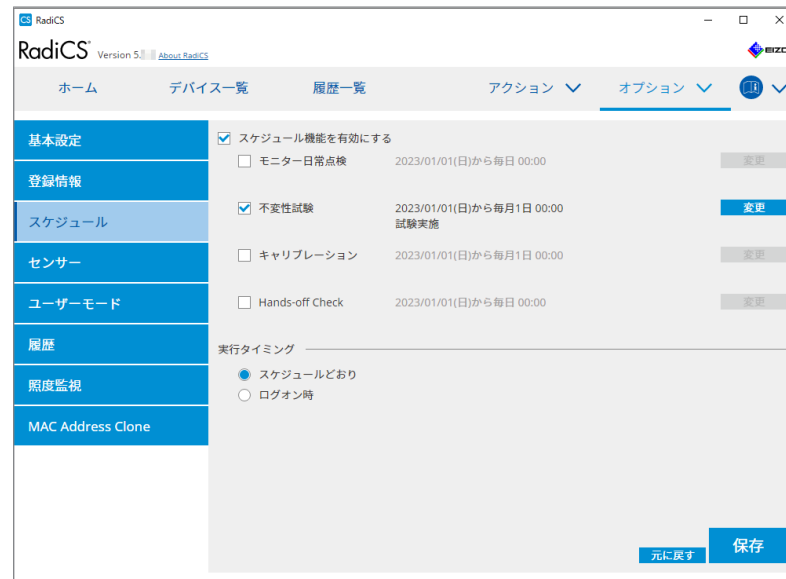 CS RadiCS
RadiCS Version 5. About RadiCS
EIZO
ホーム デバイス一覧 履歴一覧 アクション オプション
基本設定
登録情報
スケジュール
センサー
ユーザーモード
履歴
照度監視
MAC Address Clone
スケジュール機能を有効にする
モニター日常点検 2023/01/01(日)から毎日 00:00 変更
不変性試験 2023/01/01(日)から毎月1日 00:00 変更
試験実施
キャリブレーション 2023/01/01(日)から毎月1日 00:00 変更
Hands-off Check 2023/01/01(日)から毎日 00:00 変更
実行タイミング
スケジュールどおり
ログオン時
元に戻す 保存